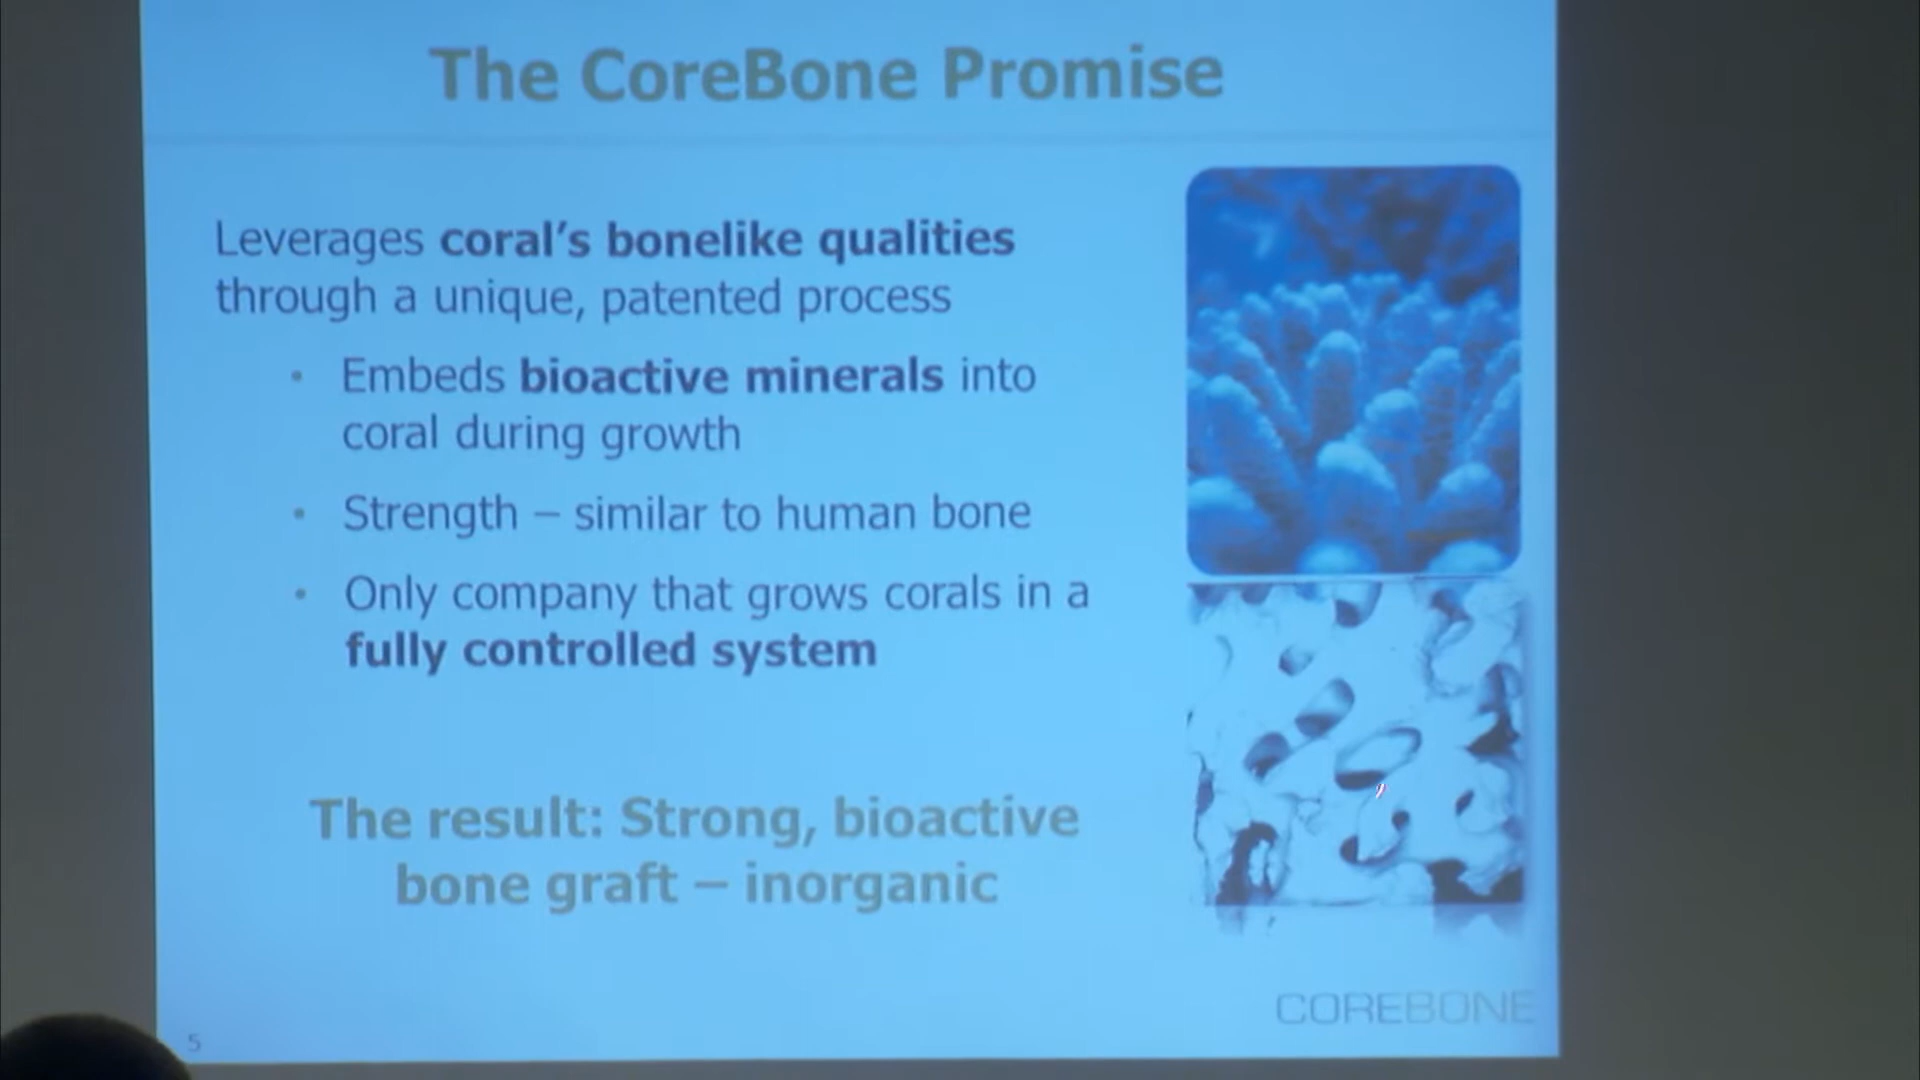 The CoreBone Promise
Leverages coral's bonelike qualities
through a unique, patented process
• Embeds bioactive minerals into
coral during growth
• Strength – similar to human bone
• Only company that grows corals in a
fully controlled system
The result: Strong, bioactive
bone graft – inorganic
COREBONE
5